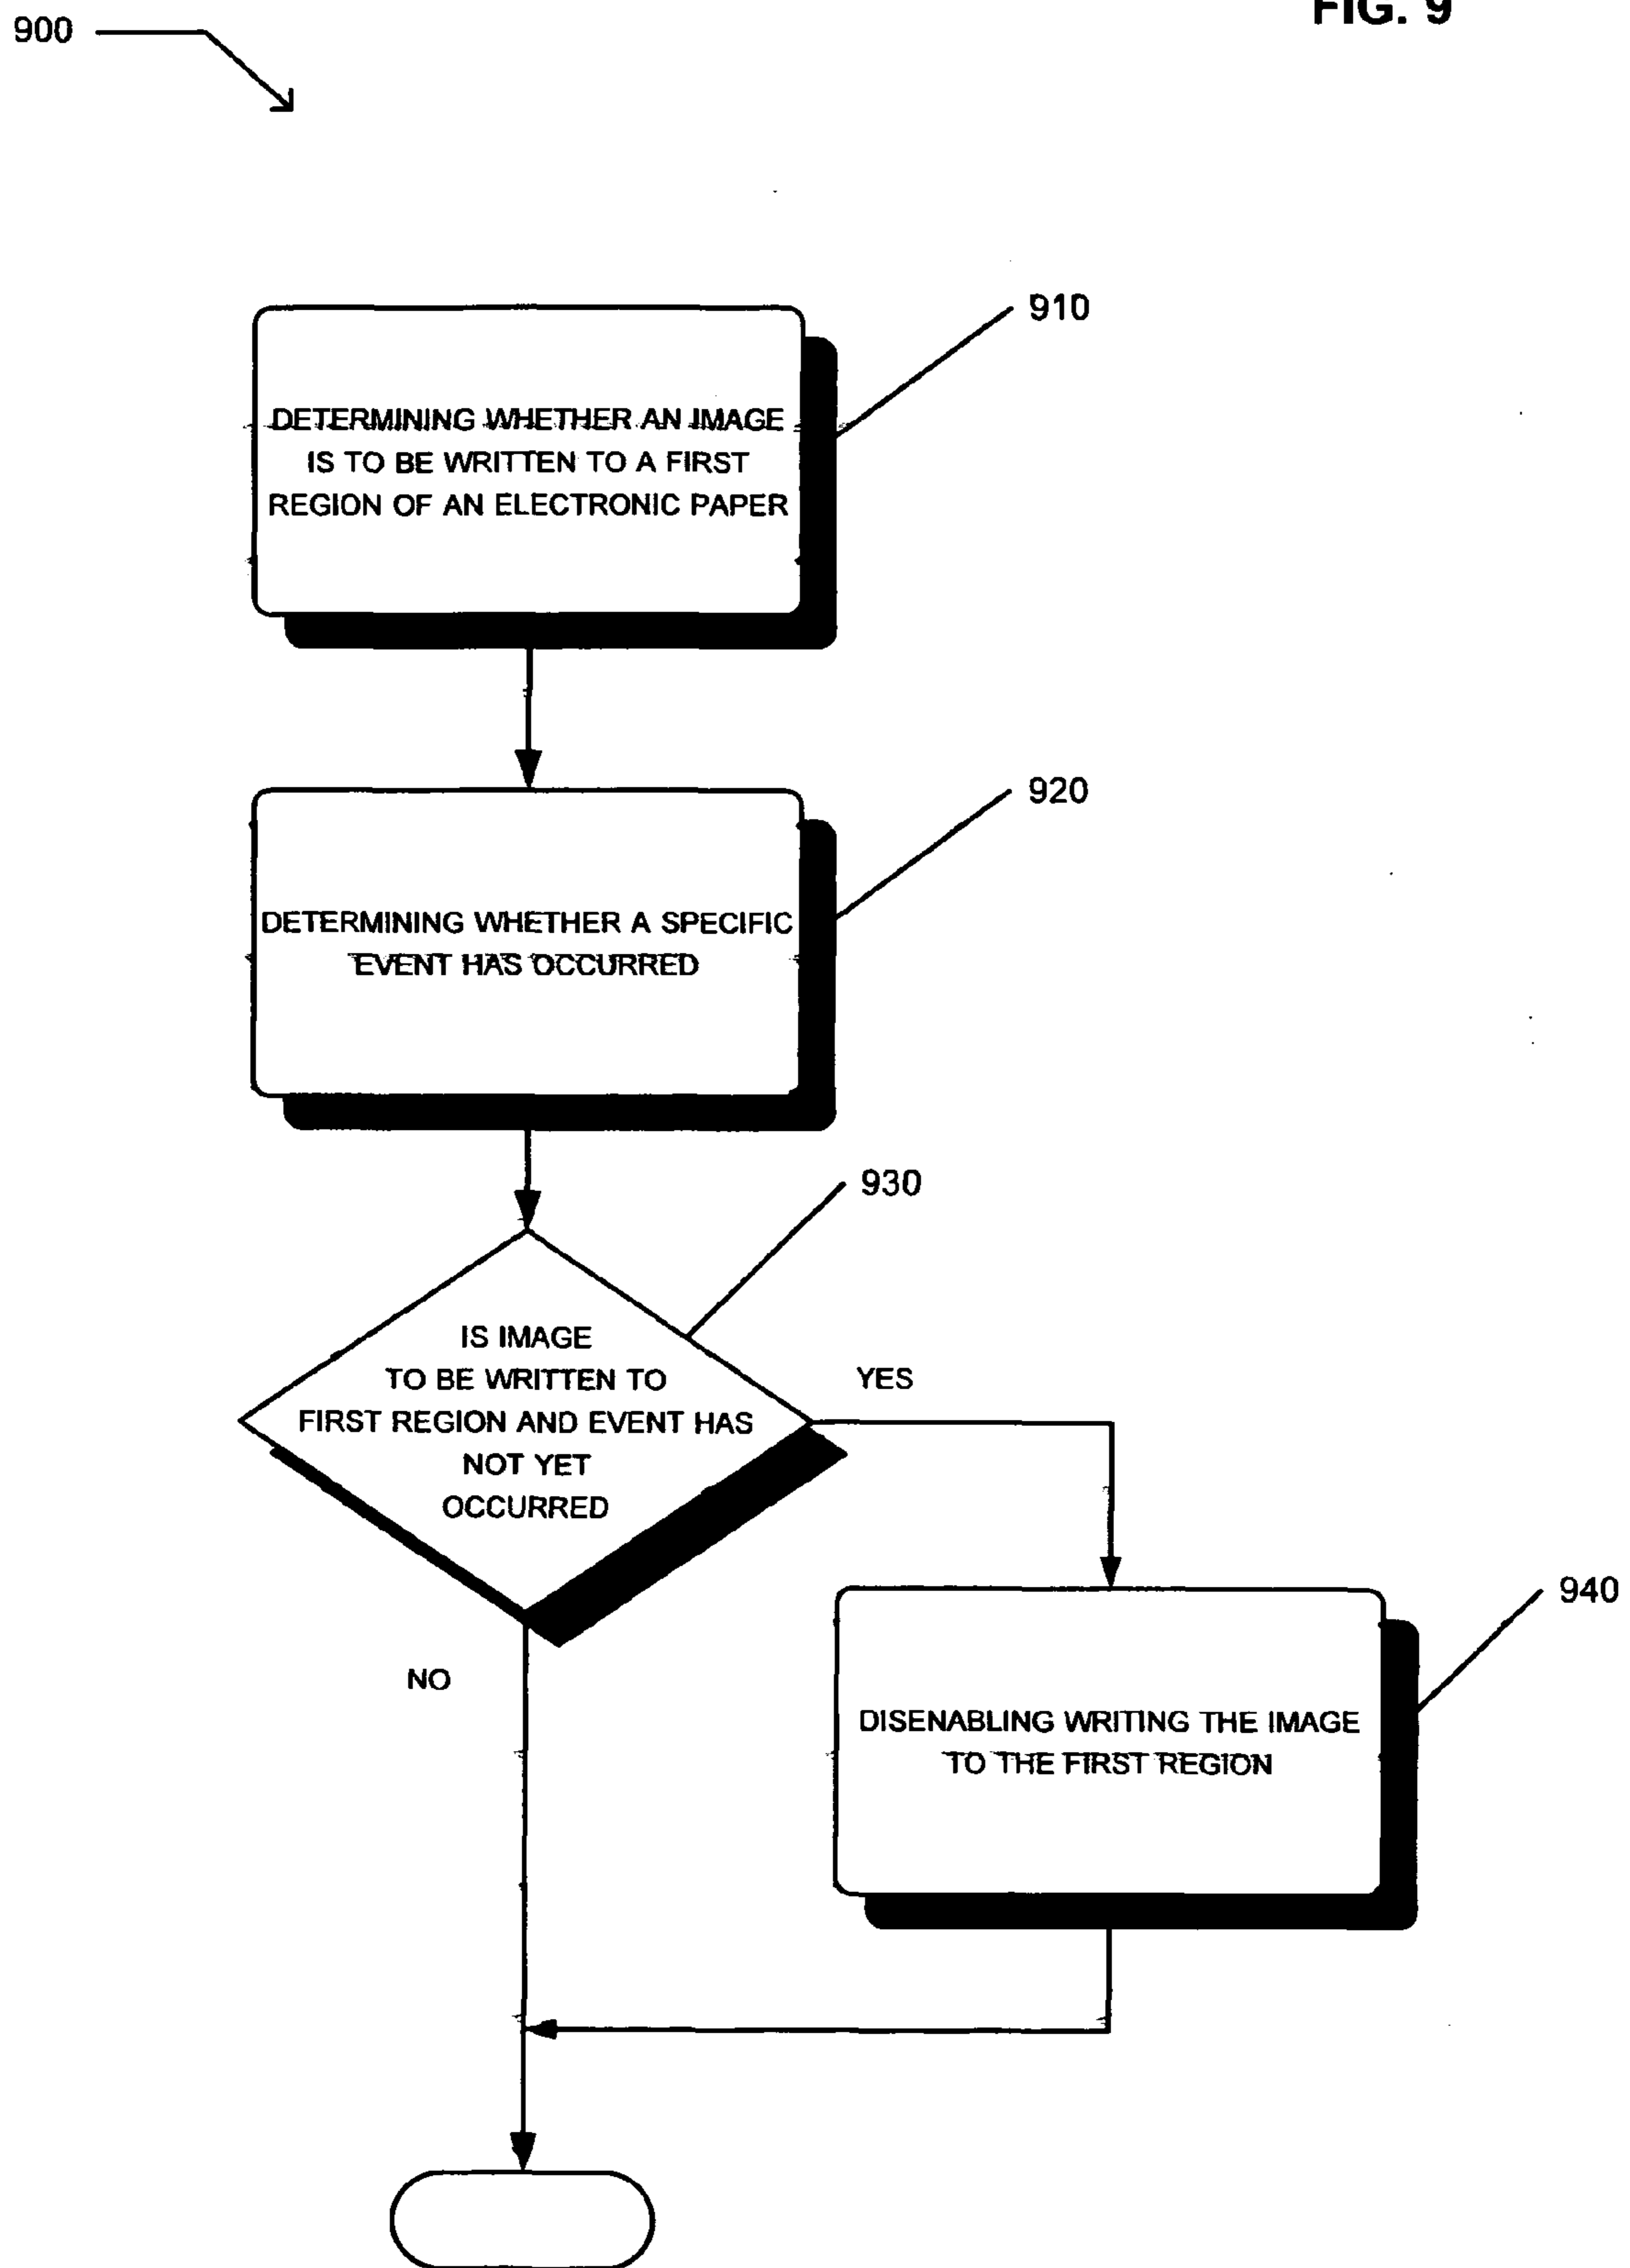 FIG. 9
900
910
DETERMINING WHETHER AN IMAGE
IS TO BE WRITTEN TO A FIRST
REGION OF AN ELECTRONIC PAPER
920
DETERMINING WHETHER A SPECIFIC
EVENT HAS OCCURRED
930
IS IMAGE
TO BE WRITTEN TO
FIRST REGION AND EVENT HAS
NOT YET
OCCURRED
YES
NO
940
DISENABLING WRITING THE IMAGE
TO THE FIRST REGION